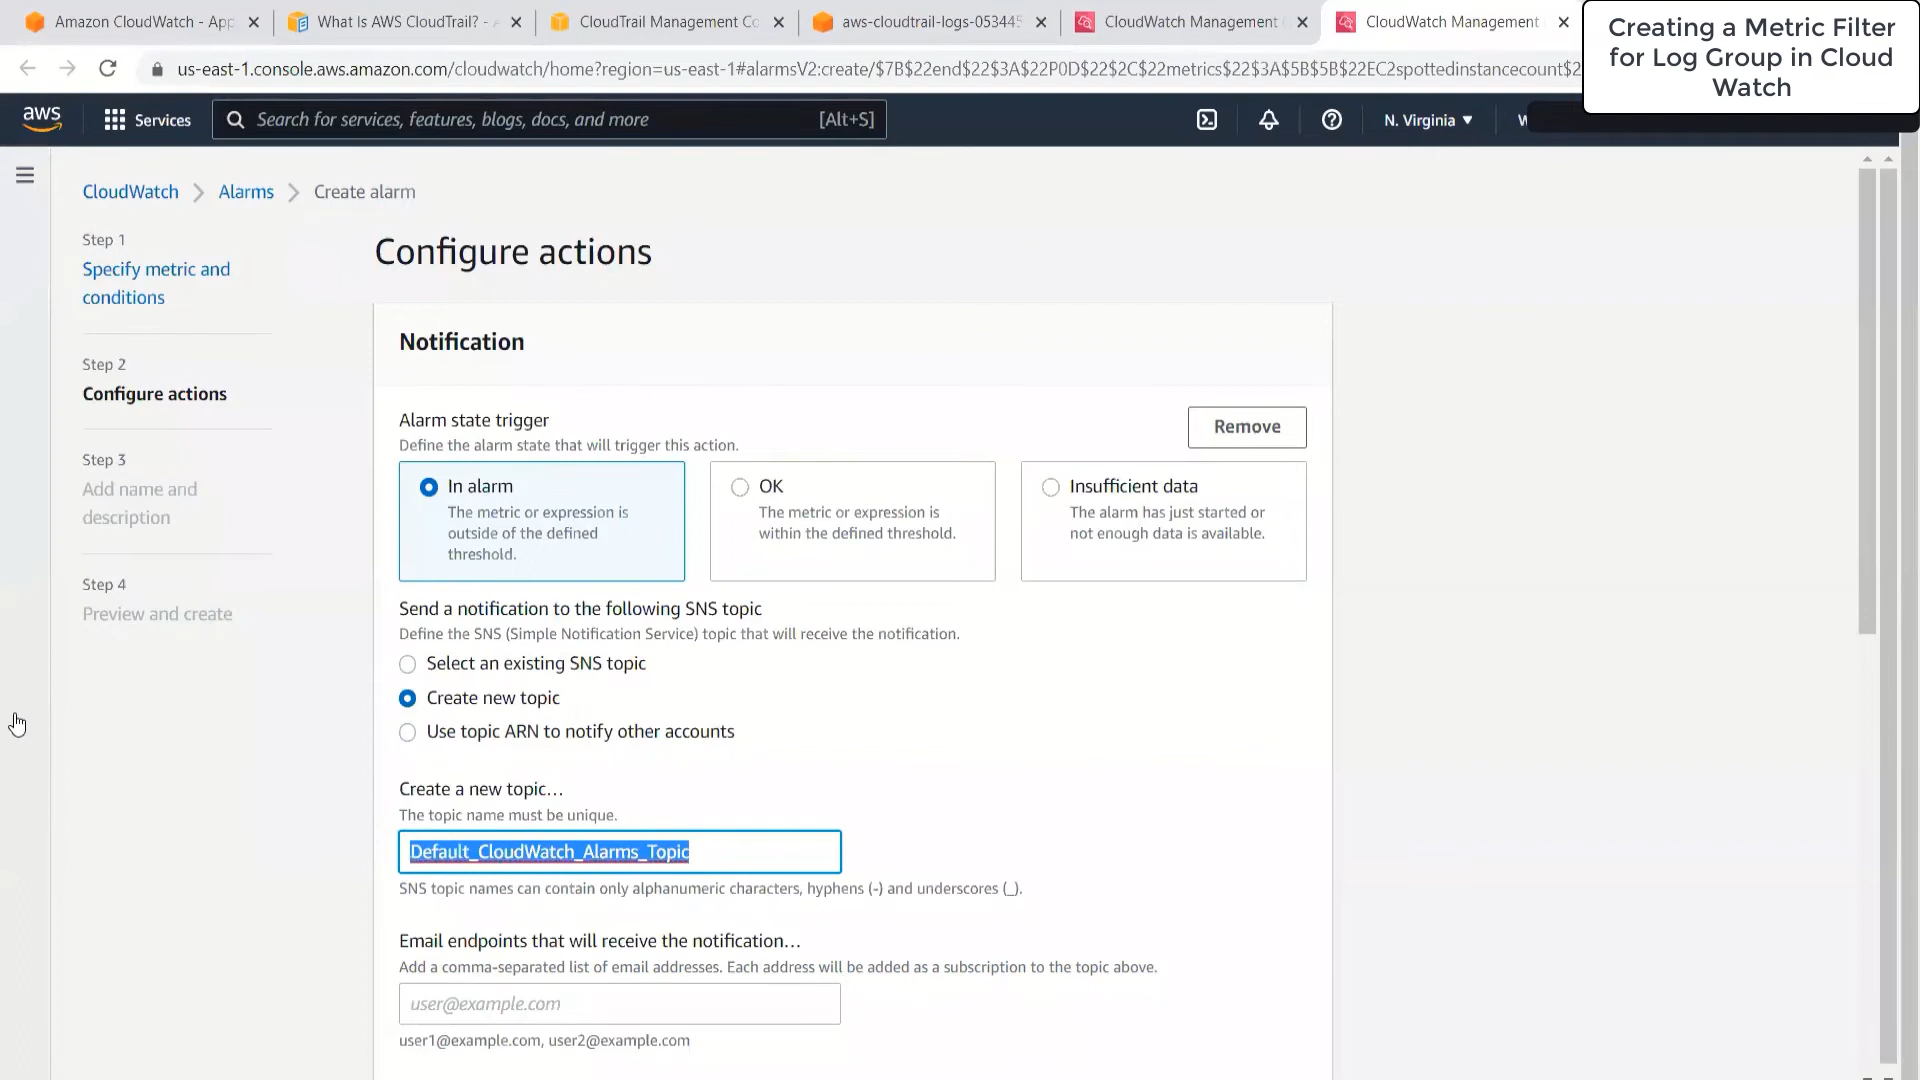 Amazon CloudWatch - App
What Is AWS CloudTrail? -
CloudTrail Management Co
aws-cloudtrail-logs-053445
CloudWatch Management
CloudWatch Management
Creating a Metric Filter
for Log Group in Cloud
Watch
us-east-1.console.aws.amazon.com/cloudwatch/home?region=us-east-1#alarmsV2:create/$7B$22end$22$3A$22P0D$22$2C$22metrics$22$3A$5B$5B$22EC2spottedinstancecount$2
aws
Services
Search for services, features, blogs, docs, and more
[Alt+S]
N. Virginia
CloudWatch
Alarms
Create alarm
Step 1
Specify metric and
conditions
Step 2
Configure actions
Step 3
Add name and
description
Step 4
Preview and create
Configure actions
Notification
Alarm state trigger
Define the alarm state that will trigger this action.
Remove
In alarm
The metric or expression is
outside of the defined
threshold.
OK
The metric or expression is
within the defined threshold.
Insufficient data
The alarm has just started or
not enough data is available.
Send a notification to the following SNS topic
Define the SNS (Simple Notification Service) topic that will receive the notification.
Select an existing SNS topic
Create new topic
Use topic ARN to notify other accounts
Create a new topic…
The topic name must be unique.
Default_CloudWatch_Alarms_Topic
SNS topic names can contain only alphanumeric characters, hyphens (-) and underscores (_).
Email endpoints that will receive the notification…
Add a comma-separated list of email addresses. Each address will be added as a subscription to the topic above.
user@example.com
user1@example.com, user2@example.com